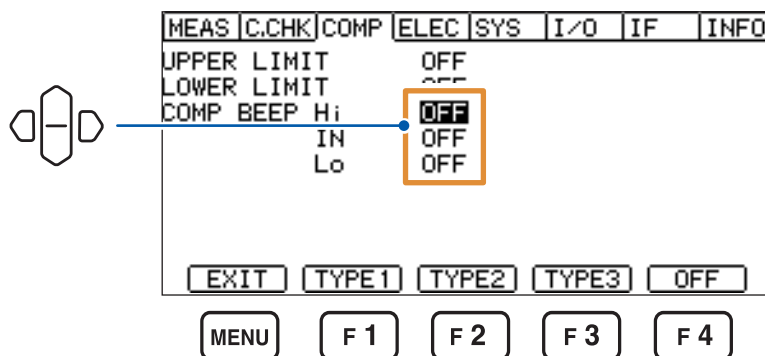 MEAS C.CHK COMP ELEC SYS I/O IF INFO
UPPER LIMIT OFF
LOWER LIMIT
COMP BEEP Hi OFF
IN OFF
Lo OFF
EXIT TYPE1 TYPE2 TYPE3 OFF
MENU F1 F2 F3 F4